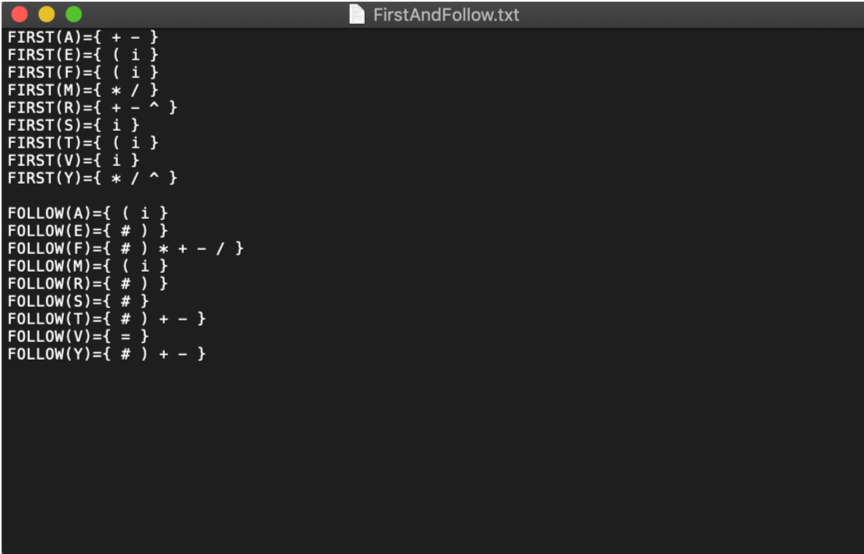 FirstAndFollow.txt
FIRST(A)={ + - }
FIRST(E)={ ( i }
FIRST(F)={ ( i }
FIRST(M)={ * / }
FIRST(R)={ + - ^ }
FIRST(S)={ i }
FIRST(T)={ ( i }
FIRST(V)={ i }
FIRST(Y)={ * / ^ }
FOLLOW(A)={ ( i }
FOLLOW(E)={ # ) }
FOLLOW(F)={ # ) * + - / }
FOLLOW(M)={ ( i }
FOLLOW(R)={ # ) }
FOLLOW(S)={ # }
FOLLOW(T)={ # ) + - }
FOLLOW(V)={ = }
FOLLOW(Y)={ # ) + - }